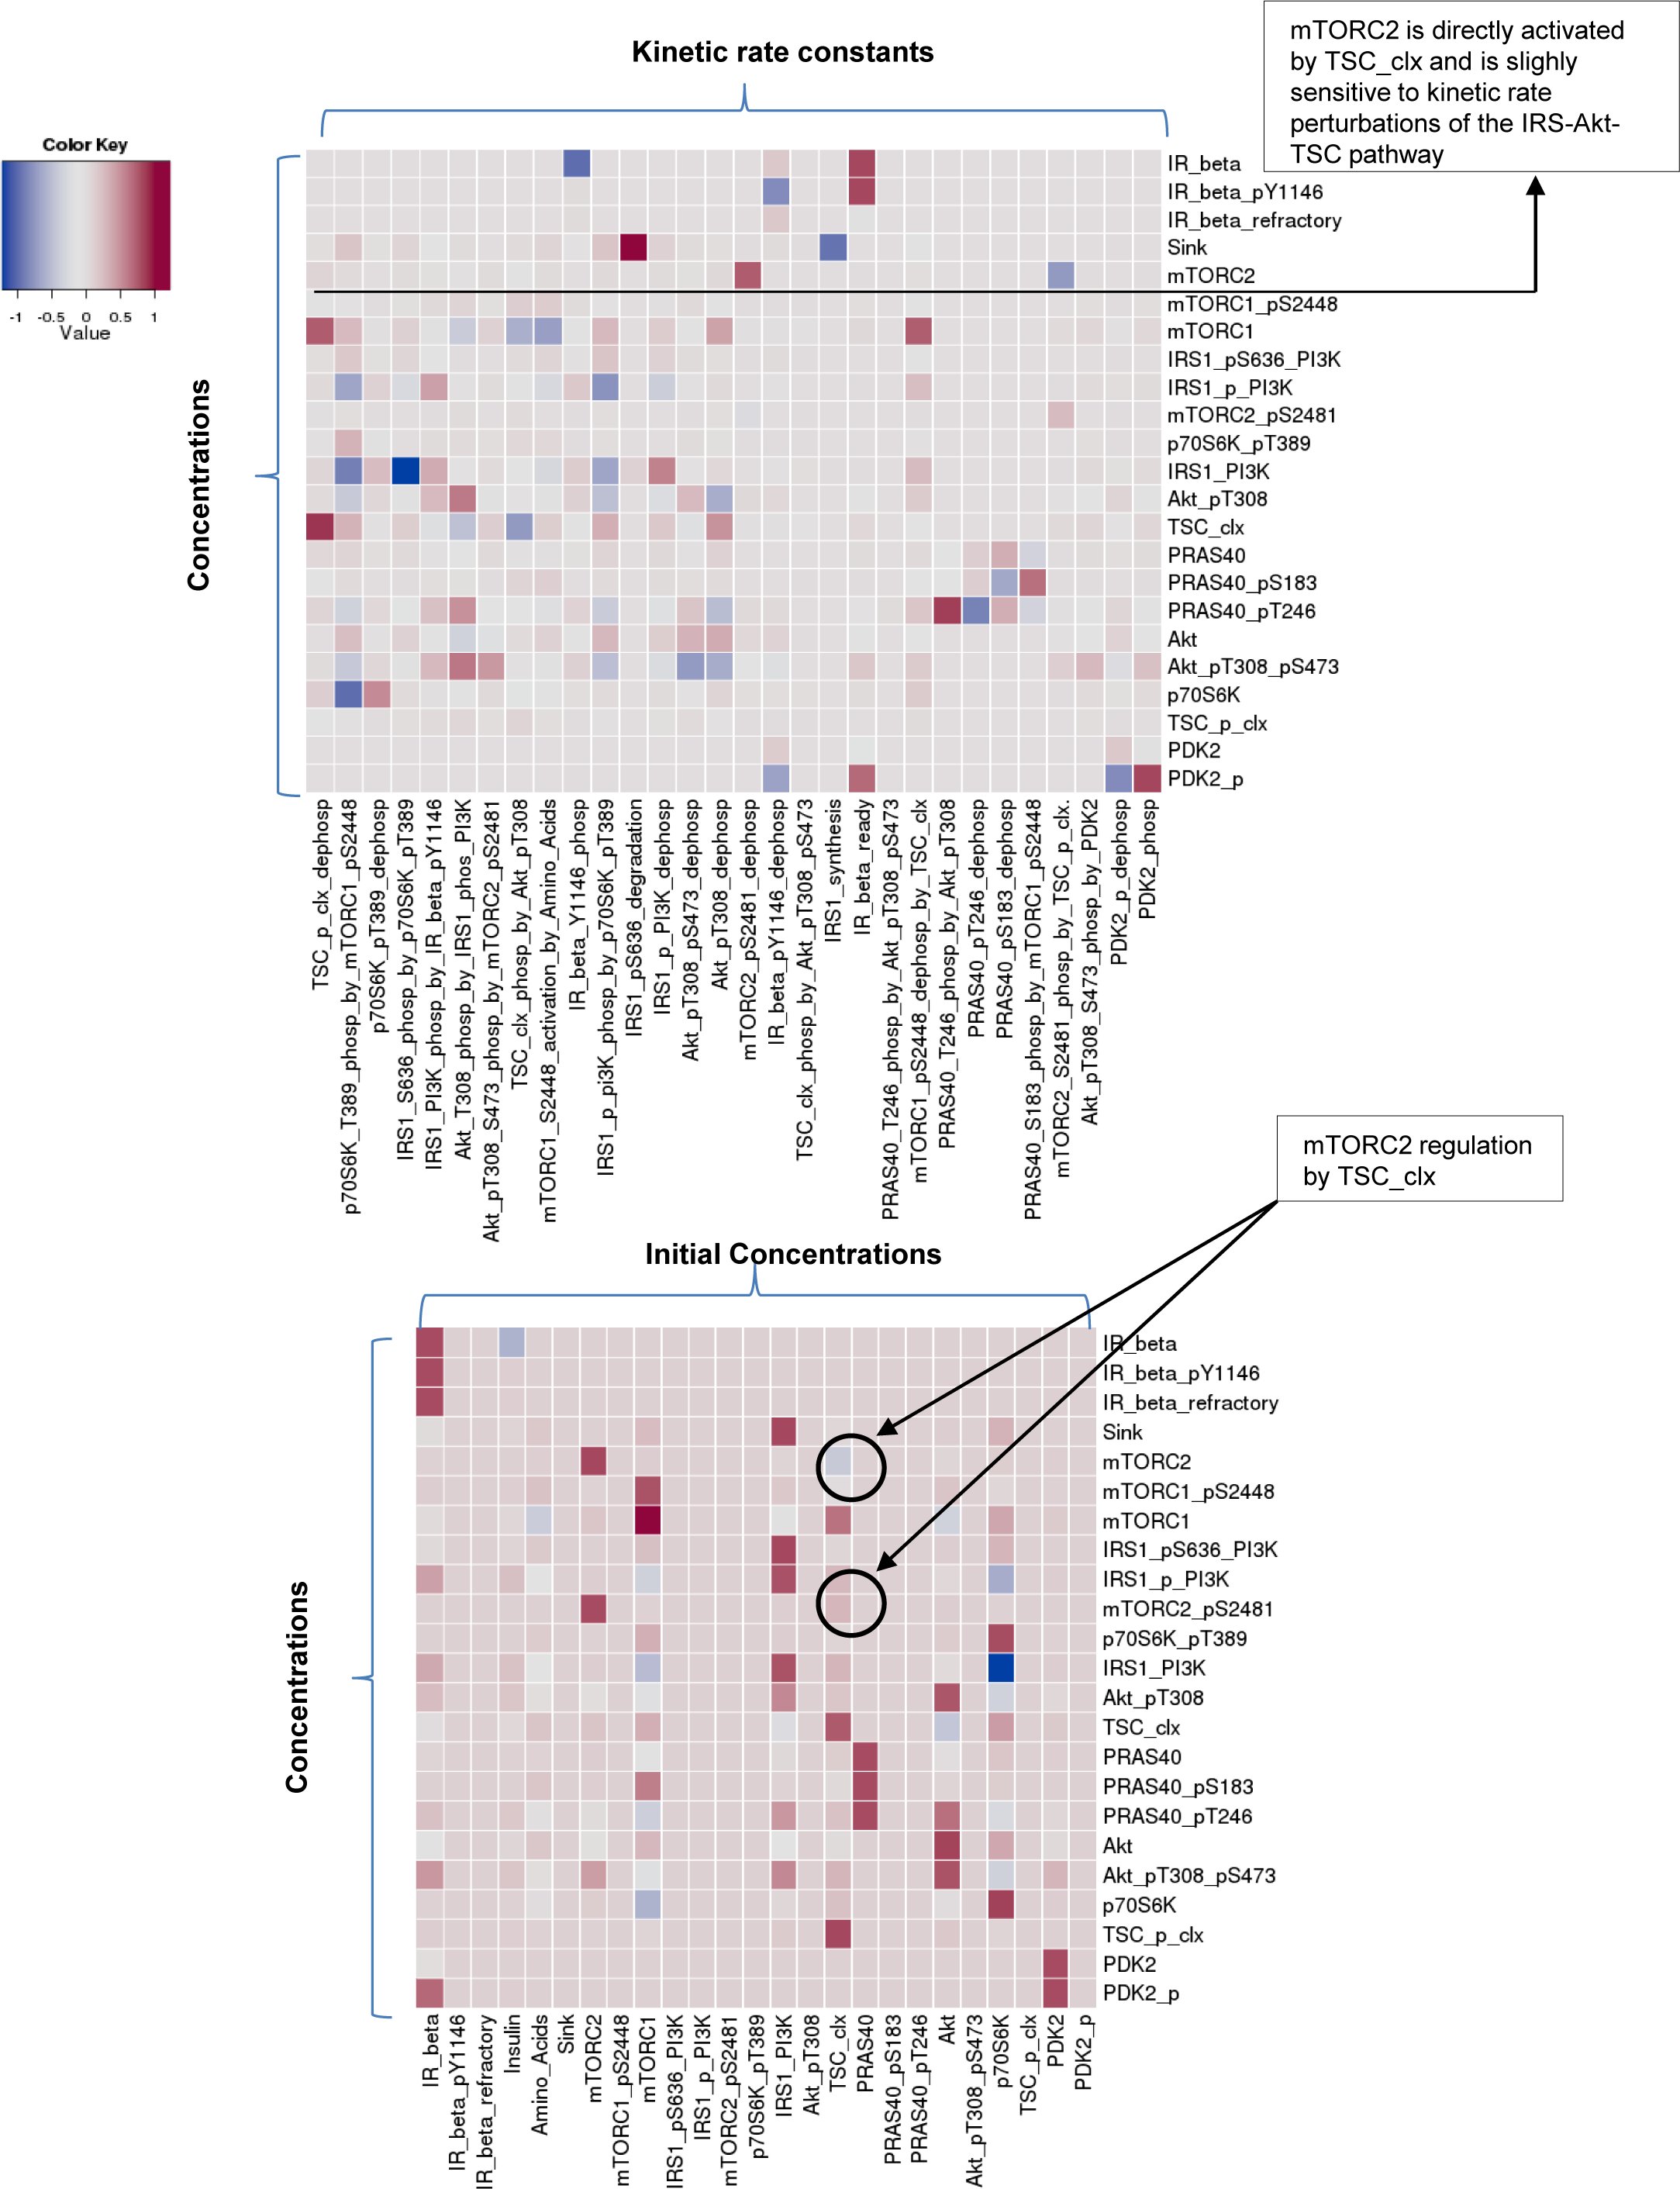 mTORC2 is directly activated
by TSC_clx and is slighly
sensitive to kinetic rate
perturbations of the IRS-Akt-
TSC pathway
Kinetic rate constants
Color Key
-1 -0.5 0 0.5 1
Value
Concentrations
IR_beta
IR_beta_pY1146
IR_beta_refractory
Sink
mTORC2
mTORC1_pS2448
mTORC1
IRS1_pS636_PI3K
IRS1_p_PI3K
mTORC2_pS2481
p70S6K_pT389
IRS1_PI3K
Akt_pT308
TSC_clx
PRAS40
PRAS40_pS183
PRAS40_pT246
Akt
Akt_pT308_pS473
p70S6K
TSC_p_clx
PDK2
PDK2_p
TSC_p_clx_dephosp
p70S6K_T389_phosp_by_mTORC1_pS2448
p70S6K_pT389_dephosp
IRS1_S636_phosp_by_p70S6K_pT389
IRS1_PI3K_phosp_by_IR_beta_pY1146
Akt_T308_phosp_by_IRS1_phos_PI3K
Akt_pT308_S473_phosp_by_mTORC2_pS2481
TSC_clx_phosp_by_Akt_pT308
mTORC1_S2448_activation_by_Amino_Acids
IR_beta_Y1146_phosp
IRS1_p_pi3K_phosp_by_p70S6K_pT389
IRS1_pS636_degradation
IRS1_p_PI3K_dephosp
Akt_pT308_pS473_dephosp
Akt_pT308_dephosp
mTORC2_pS2481_dephosp
IR_beta_pY1146_dephosp
TSC_clx_phosp_by_Akt_pT308_pS473
IRS1_synthesis
IR_beta_ready
PRAS40_T246_phosp_by_Akt_pT308_pS473
mTORC1_pS2448_dephosp_by_TSC_clx
PRAS40_T246_phosp_by_Akt_pT308
PRAS40_pT246_dephosp
PRAS40_pS183_dephosp
PRAS40_S183_phosp_by_mTORC1_pS2448
mTORC2_S2481_phosp_by_TSC_p_clx.
Akt_pT308_S473_phosp_by_PDK2
PDK2_p_dephosp
PDK2_phosp
mTORC2 regulation
by TSC_clx
Initial Concentrations
Concentrations
IR_beta
IR_beta_pY1146
IR_beta_refractory
Sink
mTORC2
mTORC1_pS2448
mTORC1
IRS1_pS636_PI3K
IRS1_p_PI3K
mTORC2_pS2481
p70S6K_pT389
IRS1_PI3K
Akt_pT308
TSC_clx
PRAS40
PRAS40_pS183
PRAS40_pT246
Akt
Akt_pT308_pS473
p70S6K
TSC_p_clx
PDK2
PDK2_p
IR_beta
IR_beta_pY1146
IR_beta_refractory
Insulin
Amino_Acids
Sink
mTORC2
mTORC1_pS2448
mTORC1
IRS1_pS636_PI3K
IRS1_p_PI3K
mTORC2_pS2481
p70S6K_pT389
IRS1_PI3K
Akt_pT308
TSC_clx
PRAS40
PRAS40_pS183
PRAS40_pT246
Akt
Akt_pT308_pS473
p70S6K
TSC_p_clx
PDK2
PDK2_p